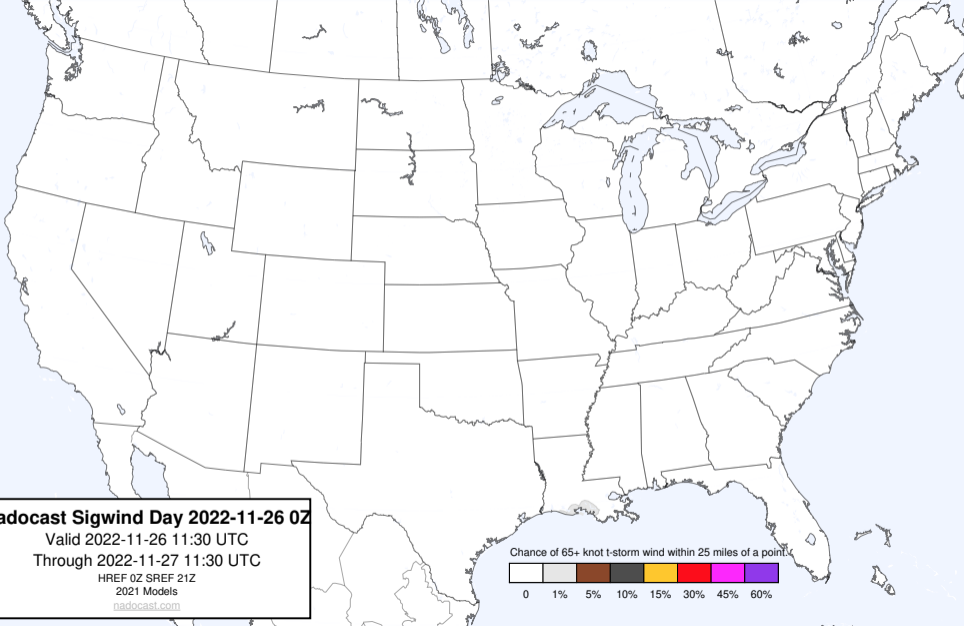 adocast Sigwind Day 2022-11-26 0Z
Valid 2022-11-26 11:30 UTC
Through 2022-11-27 11:30 UTC
HREF 0Z SREF 21Z
2021 Models
nadocast.com
Chance of 65+ knot t-storm wind within 25 miles of a point.
0 1% 5% 10% 15% 30% 45% 60%